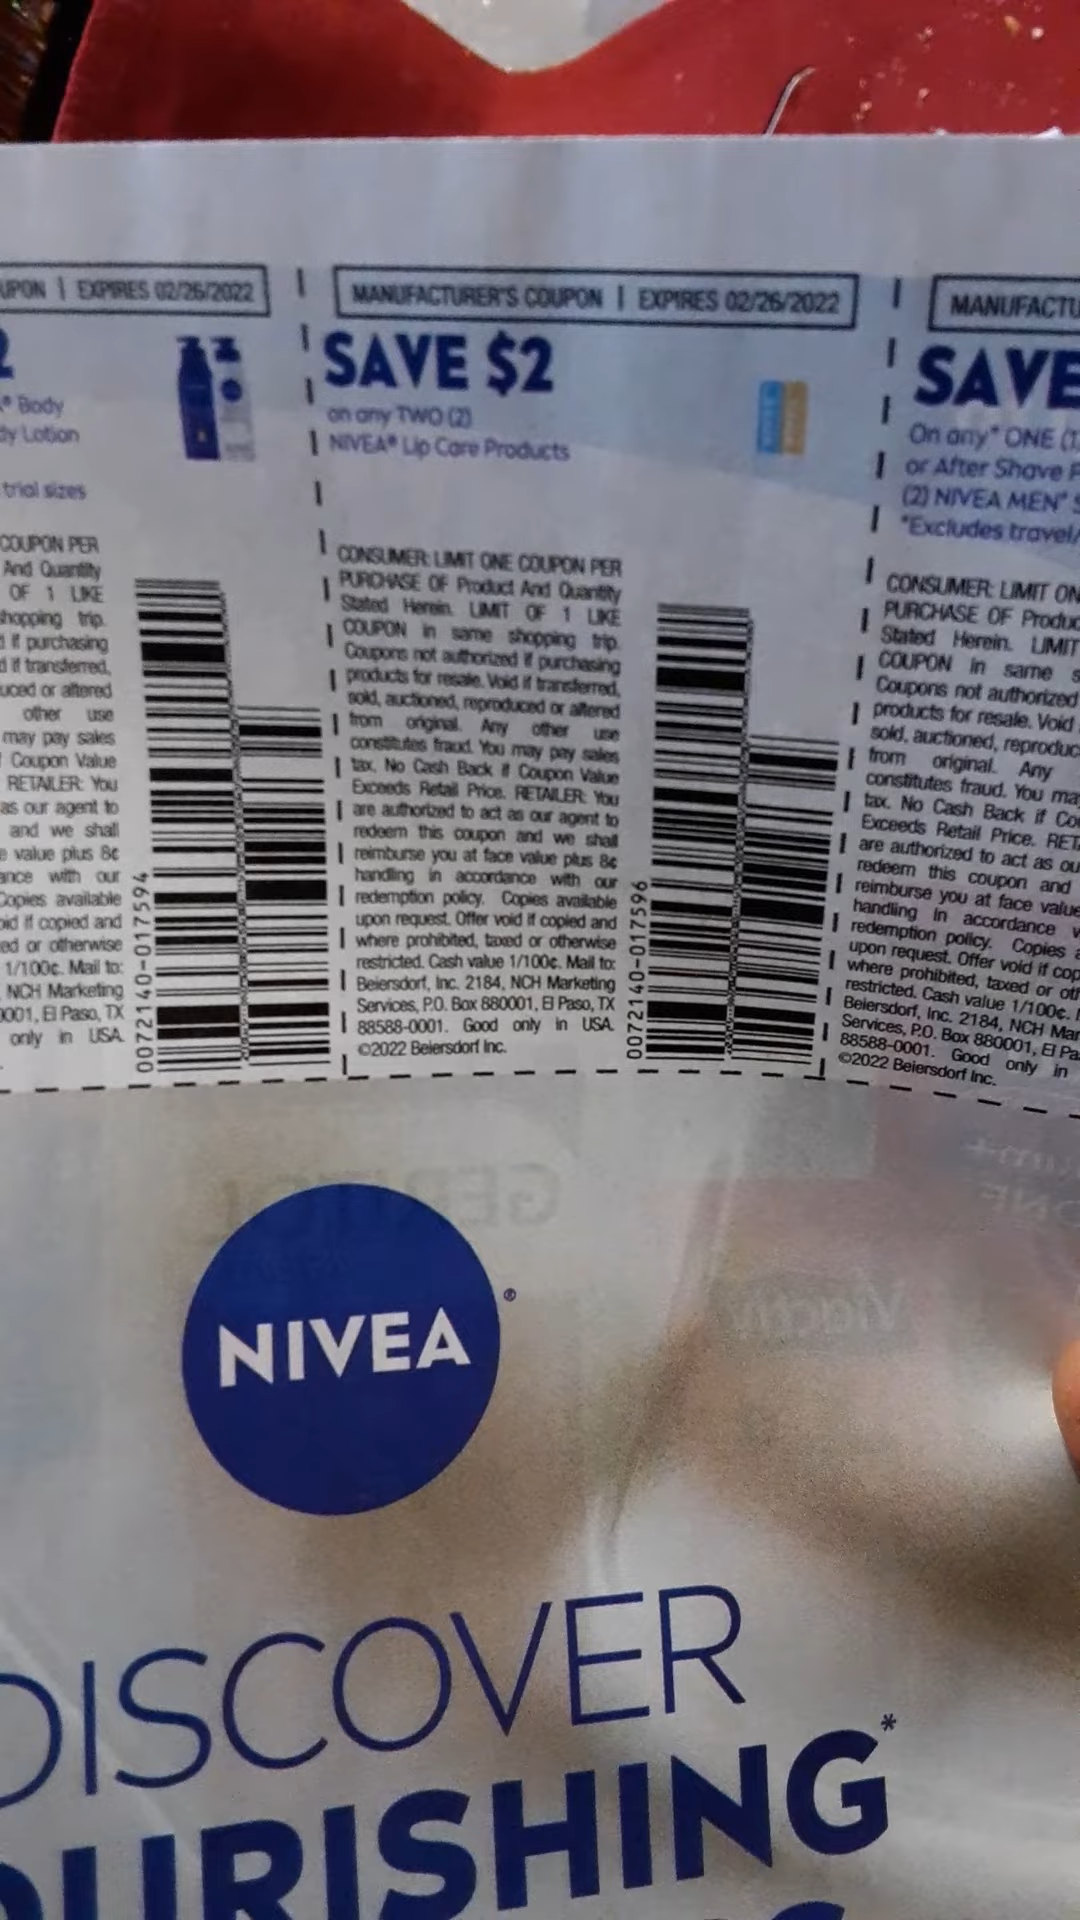 UPON | EXPIRES 02/26/2022
2
® Body
dy Lotion
trial sizes
COUPON PER
And Quantity
OF 1 LIKE
shopping trip.
d if purchasing
d if transferred,
uced or altered
other use
may pay sales
Coupon Value
RETAILER: You
as our agent to
and we shall
e value plus 8¢
ance with our
Copies available
oid if copied and
ed or otherwise
1/100¢. Mail to:
NCH Marketing
0001, El Paso, TX
only in USA.
0072140-017594
MANUFACTURER'S COUPON | EXPIRES 02/26/2022
SAVE $2
on any TWO (2)
NIVEA® Lip Care Products
CONSUMER: LIMIT ONE COUPON PER
PURCHASE OF Product And Quantity
Stated Herein. LIMIT OF 1 LIKE
COUPON in same shopping trip.
Coupons not authorized if purchasing
products for resale. Void if transferred,
sold, auctioned, reproduced or altered
from original. Any other use
constitutes fraud. You may pay sales
tax. No Cash Back if Coupon Value
Exceeds Retail Price. RETAILER: You
are authorized to act as our agent to
redeem this coupon and we shall
reimburse you at face value plus 8¢
handling in accordance with our
redemption policy. Copies available
upon request. Offer void if copied and
where prohibited, taxed or otherwise
restricted. Cash value 1/100¢. Mail to:
Beiersdorf, Inc. 2184, NCH Marketing
Services, P.O. Box 880001, El Paso, TX
88588-0001. Good only in USA.
©2022 Beiersdorf Inc.
0072140-017596
MANUFACTU
SAVE
On any* ONE (1
or After Shave P
(2) NIVEA MEN® S
*Excludes travel/
CONSUMER: LIMIT ON
PURCHASE OF Produc
Stated Herein. LIMIT
COUPON in same s
Coupons not authorized
products for resale. Void
sold, auctioned, reproduc
from original. Any
constitutes fraud. You ma
tax. No Cash Back if Co
Exceeds Retail Price. RET
are authorized to act as ou
redeem this coupon and
reimburse you at face value
handling in accordance w
redemption policy. Copies a
upon request. Offer void if cop
where prohibited, taxed or oth
restricted. Cash value 1/100¢. M
Beiersdorf, Inc. 2184, NCH Mar
Services, P.O. Box 880001, El Pa
88588-0001. Good only in
©2022 Beiersdorf Inc.
NIVEA®
DISCOVER
OURISHING*